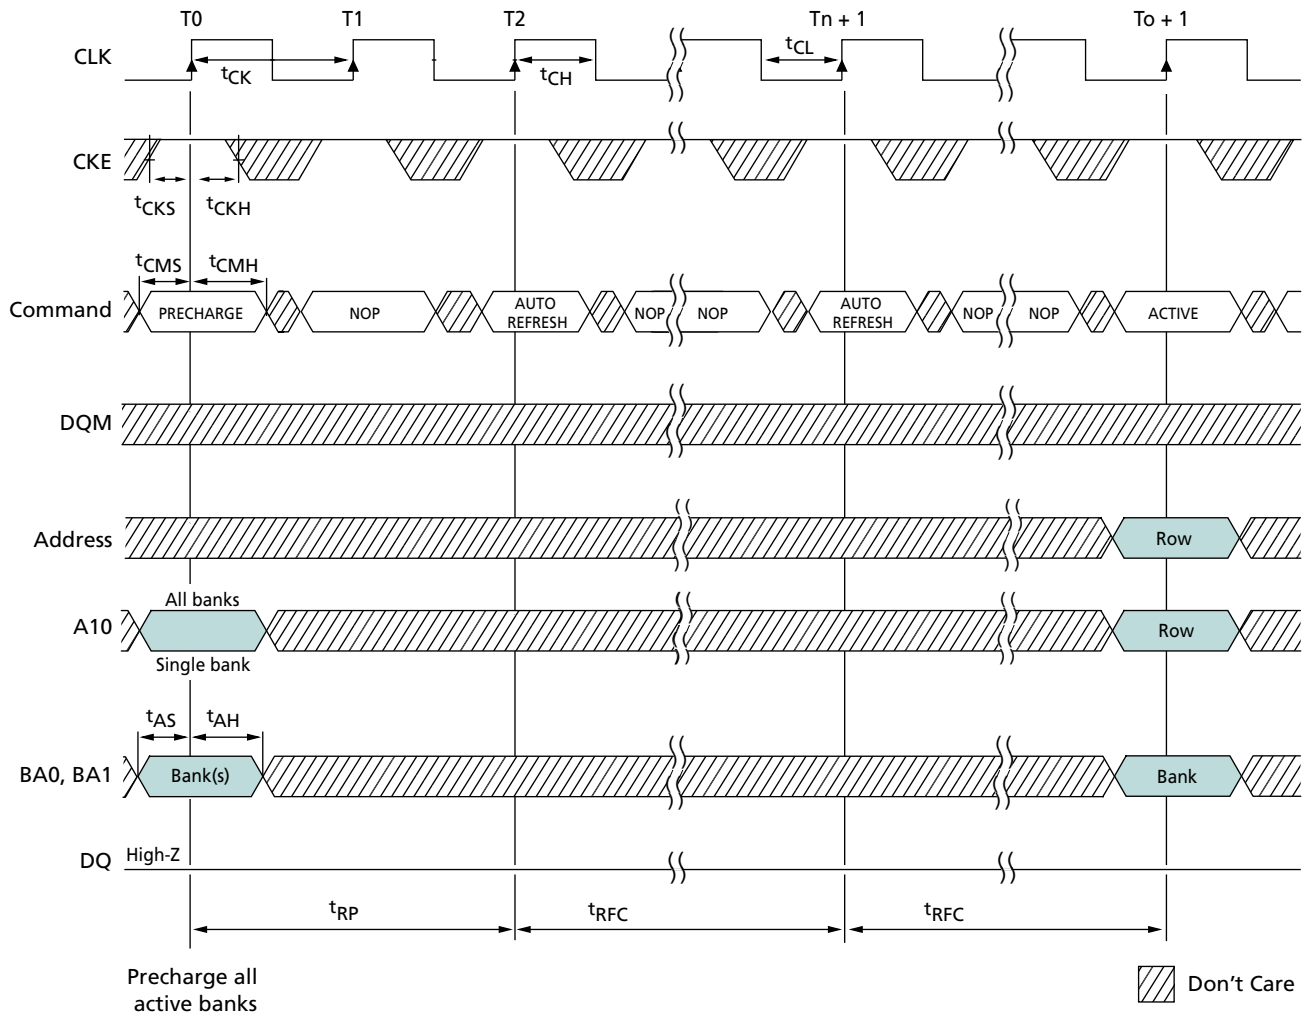 T0 T1 T2 Tn + 1 To + 1
CLK
tCK tCH tCL
CKE
tCKS tCKH
tCMS tCMH
Command PRECHARGE NOP AUTO REFRESH NOP NOP AUTO REFRESH NOP NOP ACTIVE
DQM
Address Row
All banks
A10 Row
Single bank
tAS tAH
BA0, BA1 Bank(s) Bank
DQ High-Z
tRP tRFC tRFC
Precharge all
active banks
Don't Care